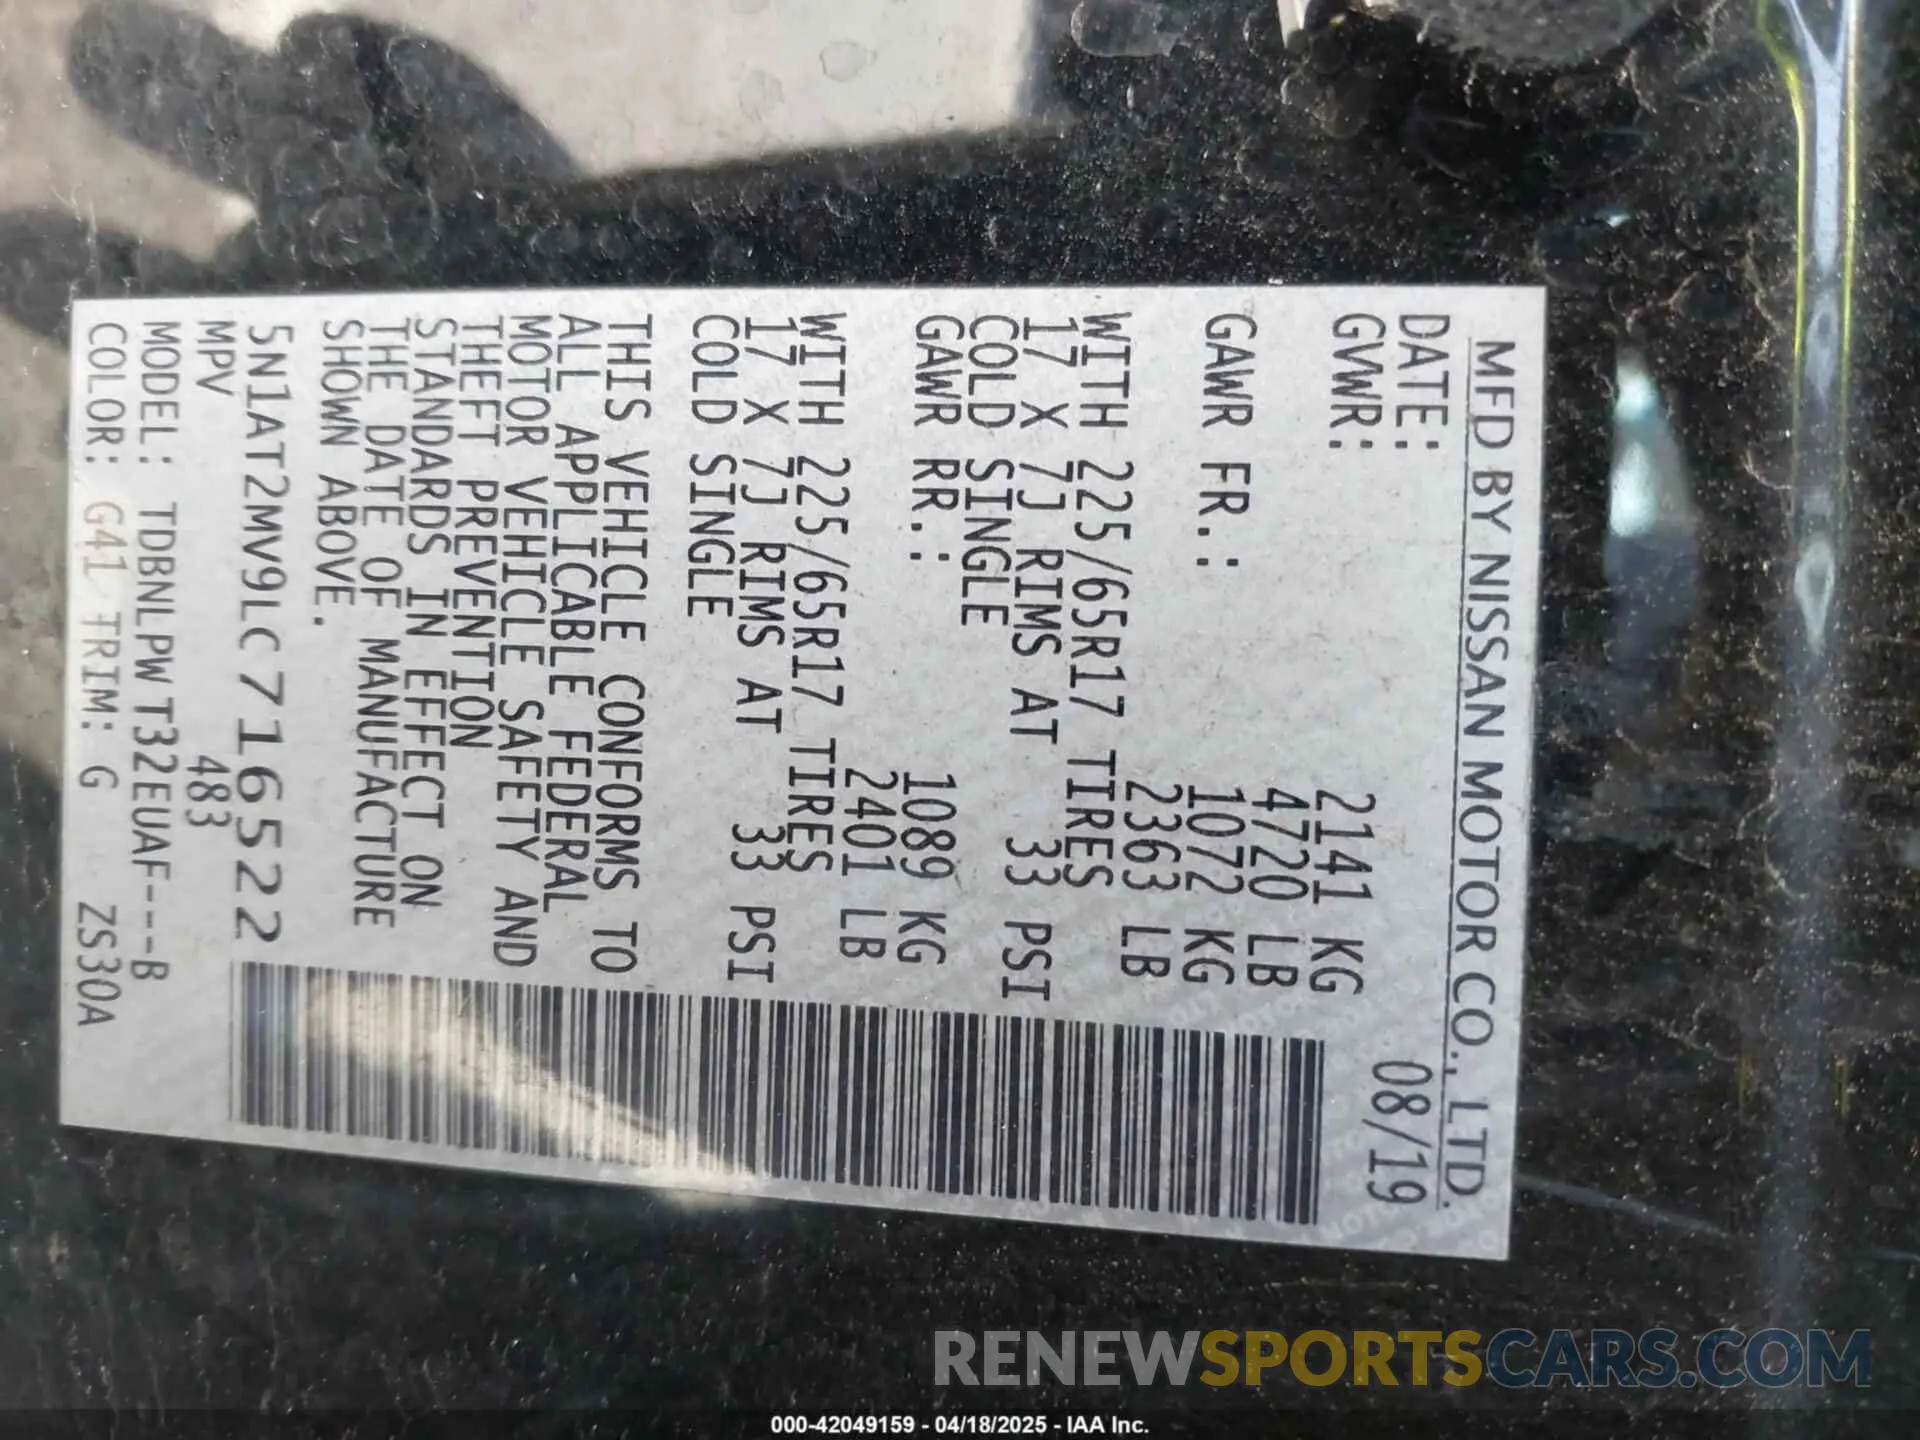 MFD BY NISSAN MOTOR CO., LTD.
DATE: 08/19
GVWR: 2141 KG
4720 LB
GAWR FR.: 1072 KG
2363 LB
WITH 225/65R17 TIRES
17 X 7J RIMS AT 33 PSI
COLD SINGLE
GAWR RR.: 1089 KG
2401 LB
WITH 225/65R17 TIRES
17 X 7J RIMS AT 33 PSI
COLD SINGLE
THIS VEHICLE CONFORMS TO
ALL APPLICABLE FEDERAL
MOTOR VEHICLE SAFETY AND
THEFT PREVENTION
STANDARDS IN EFFECT ON
THE DATE OF MANUFACTURE
SHOWN ABOVE.
5N1AT2MV9LC716522
MPV 483
MODEL: TDBNLPWT32EUAF---B
COLOR: G41 TRIM: G ZS30A
RENEWSPORTSCARS.COM
000-42049159 - 04/18/2025 - IAA Inc.